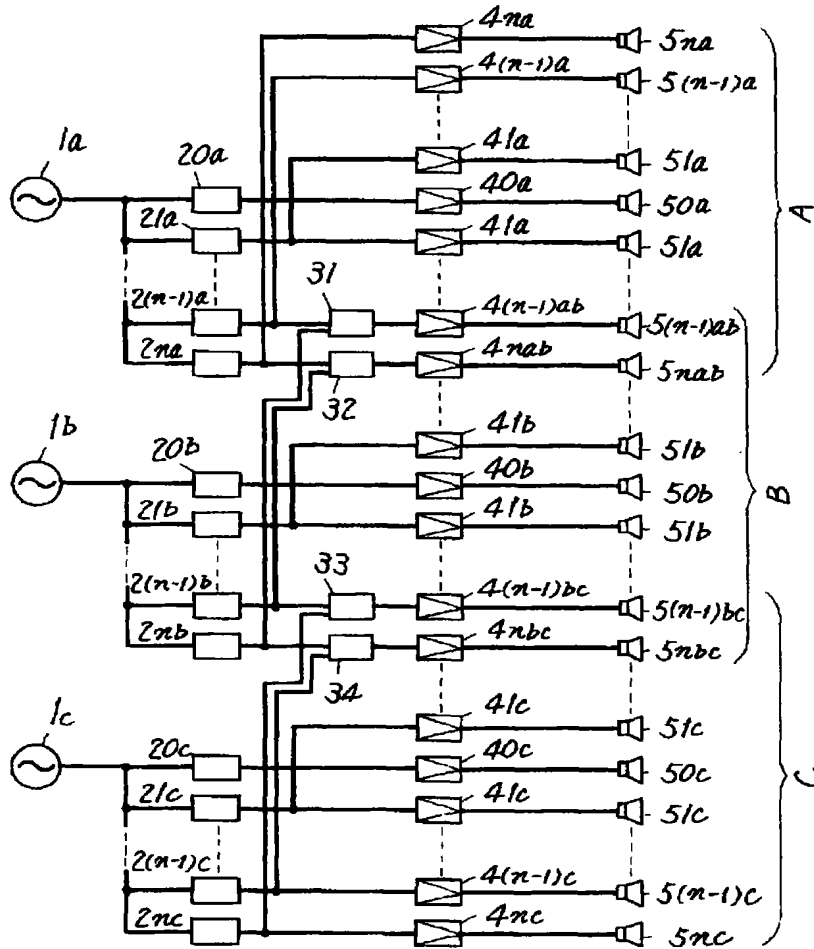 4na 5na
4(n-1)a 5(n-1)a
1a 20a 41a 51a
40a 50a A
21a 41a 51a
2(n-1)a 31 4(n-1)ab 5(n-1)ab
2na 32 4nab 5nab
1b 20b 41b 51b
40b 50b B
21b 41b 51b
2(n-1)b 33 4(n-1)bc 5(n-1)bc
2nb 34 4nbc 5nbc
1c 20c 41c 51c
40c 50c C
21c 41c 51c
2(n-1)c 4(n-1)c 5(n-1)c
2nc 4nc 5nc